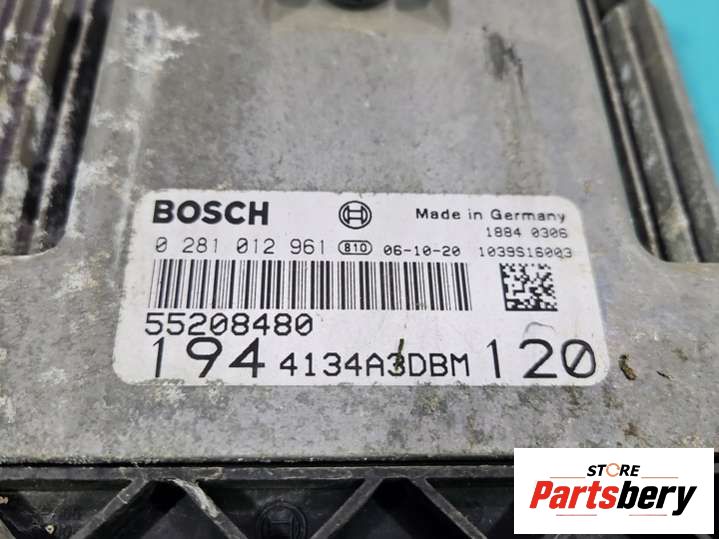 BOSCH Made in Germany
1884 0306
0 281 012 961 810 06-10-20 1039S16003
55208480
194 4134A3DBM 120
STORE
Partsbery